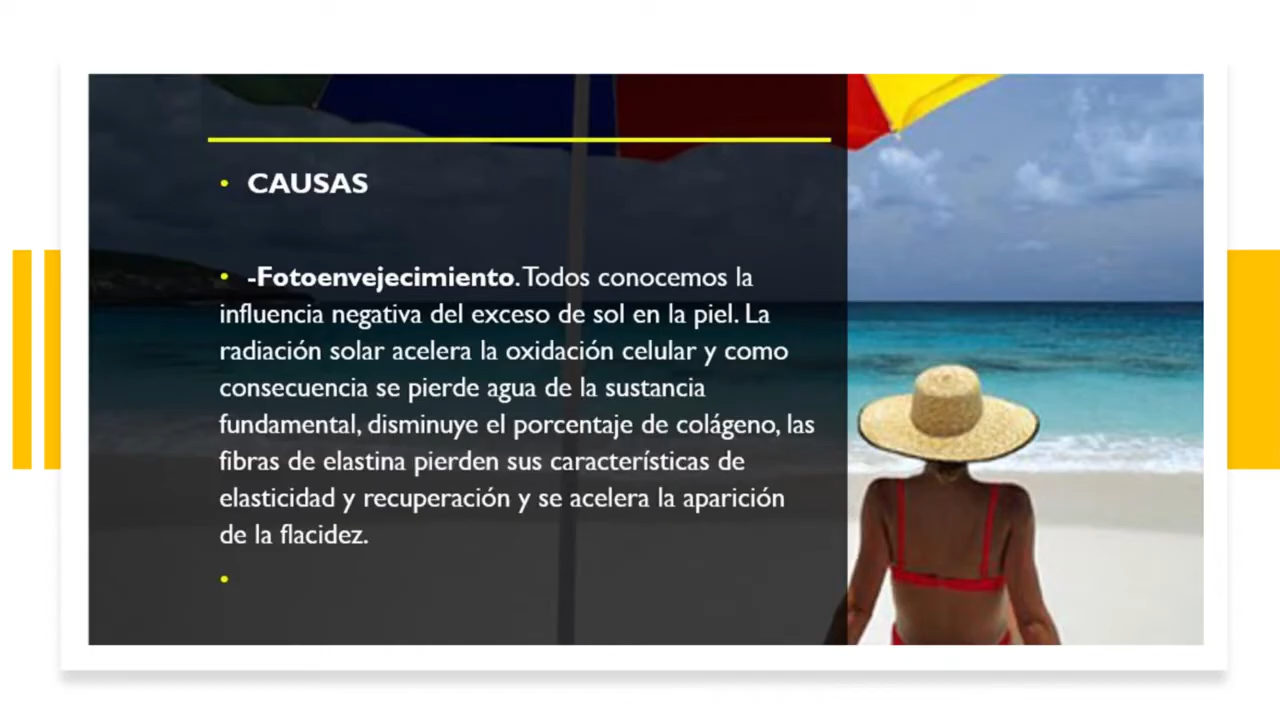 • CAUSAS
• -Fotoenvejecimiento. Todos conocemos la
influencia negativa del exceso de sol en la piel. La
radiación solar acelera la oxidación celular y como
consecuencia se pierde agua de la sustancia
fundamental, disminuye el porcentaje de colágeno, las
fibras de elastina pierden sus características de
elasticidad y recuperación y se acelera la aparición
de la flacidez.
•